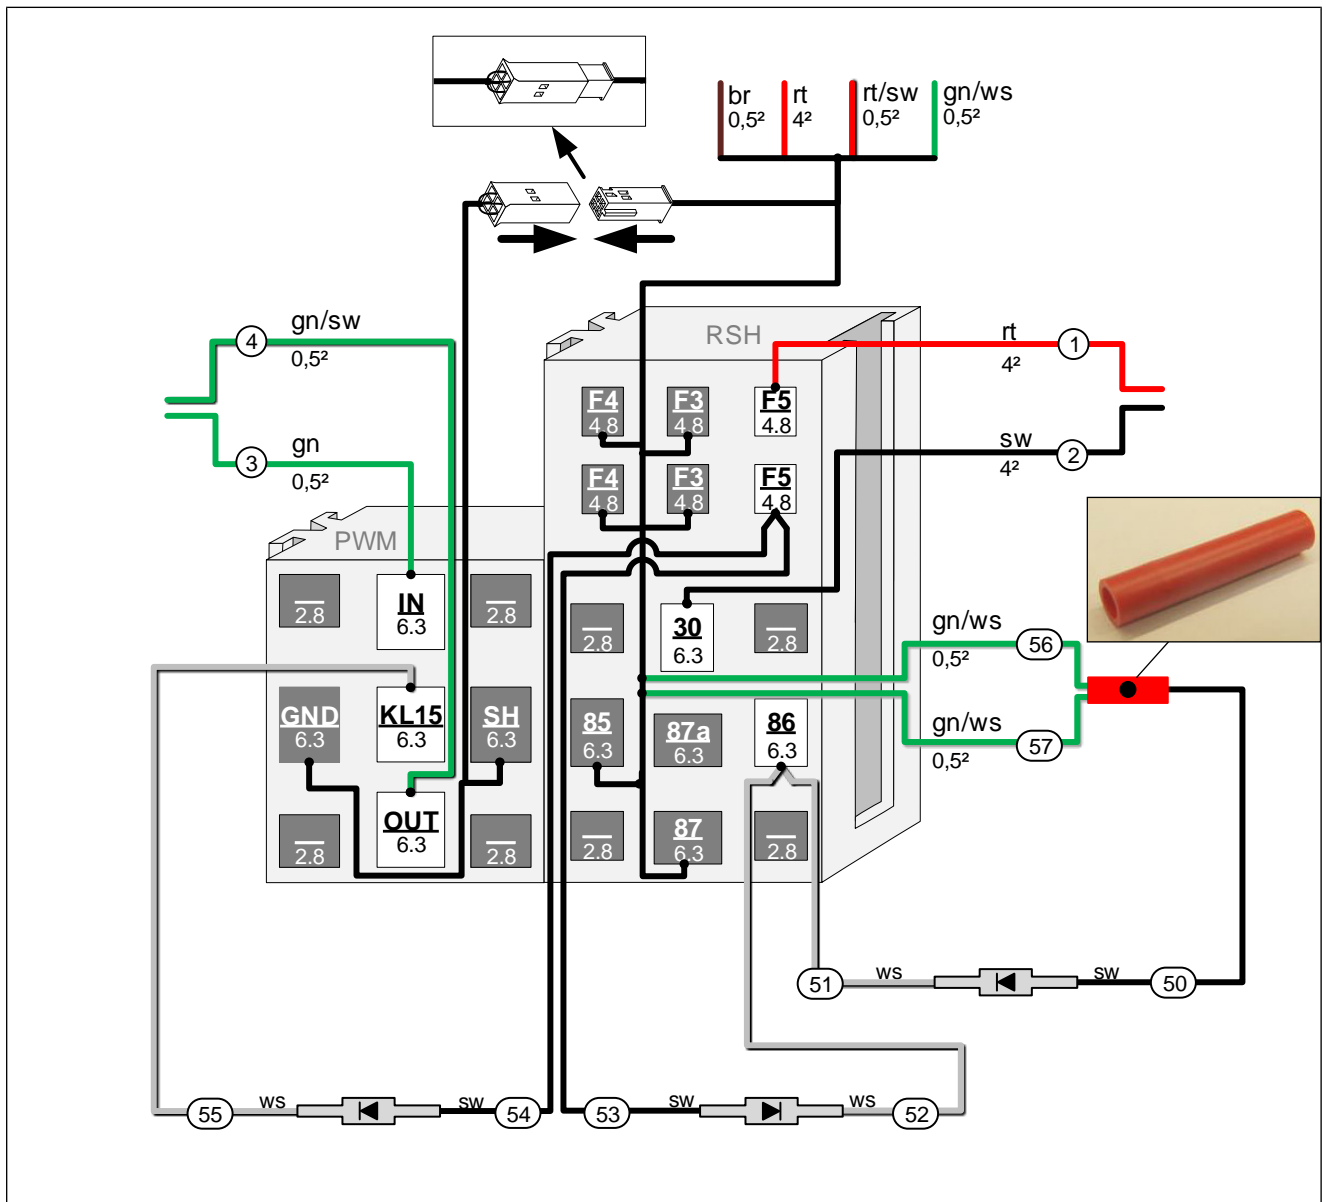 br
0,5²
rt
4²
rt/sw
0,5²
gn/ws
0,5²
4
gn/sw
0,5²
3
gn
0,5²
RSH
rt
1
4²
F4
4.8
F3
4.8
F5
4.8
sw
2
4²
F4
4.8
F3
4.8
F5
4.8
PWM
2.8
IN
6.3
2.8
2.8
30
6.3
2.8
gn/ws
56
0,5²
GND
6.3
KL15
6.3
SH
6.3
85
6.3
87a
6.3
86
6.3
gn/ws
57
0,5²
2.8
OUT
6.3
2.8
2.8
87
6.3
2.8
51
ws
sw
50
55
ws
sw
54
53
sw
ws
52